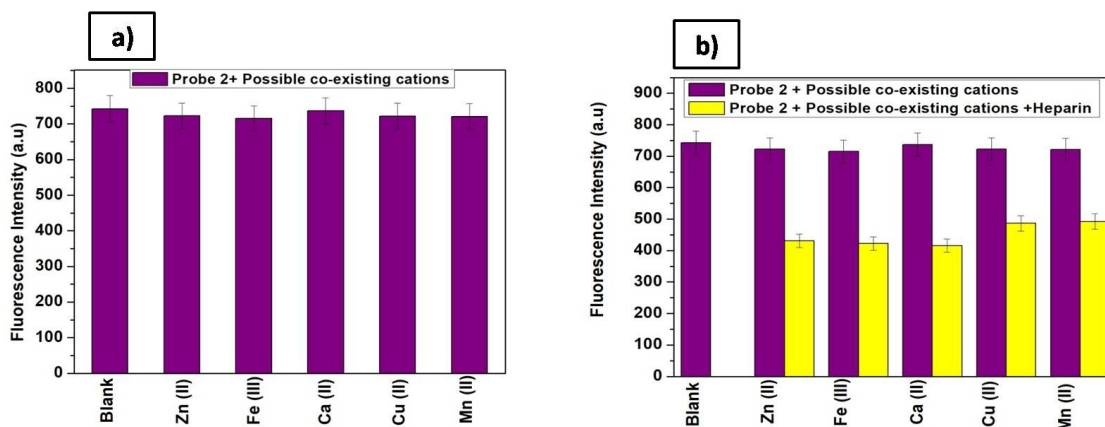 a)
Probe 2+ Possible co-existing cations
Fluorescence Intensity (a.u)
800
700
600
500
400
300
200
100
0
Blank
Zn (II)
Fe (III)
Ca (II)
Cu (II)
Mn (II)
b)
Probe 2 + Possible co-existing cations
Probe 2 + Possible co-existing cations +Heparin
Fluorescence Intensity (a.u)
900
800
700
600
500
400
300
200
100
0
Blank
Zn (II)
Fe (III)
Ca (II)
Cu (II)
Mn (II)